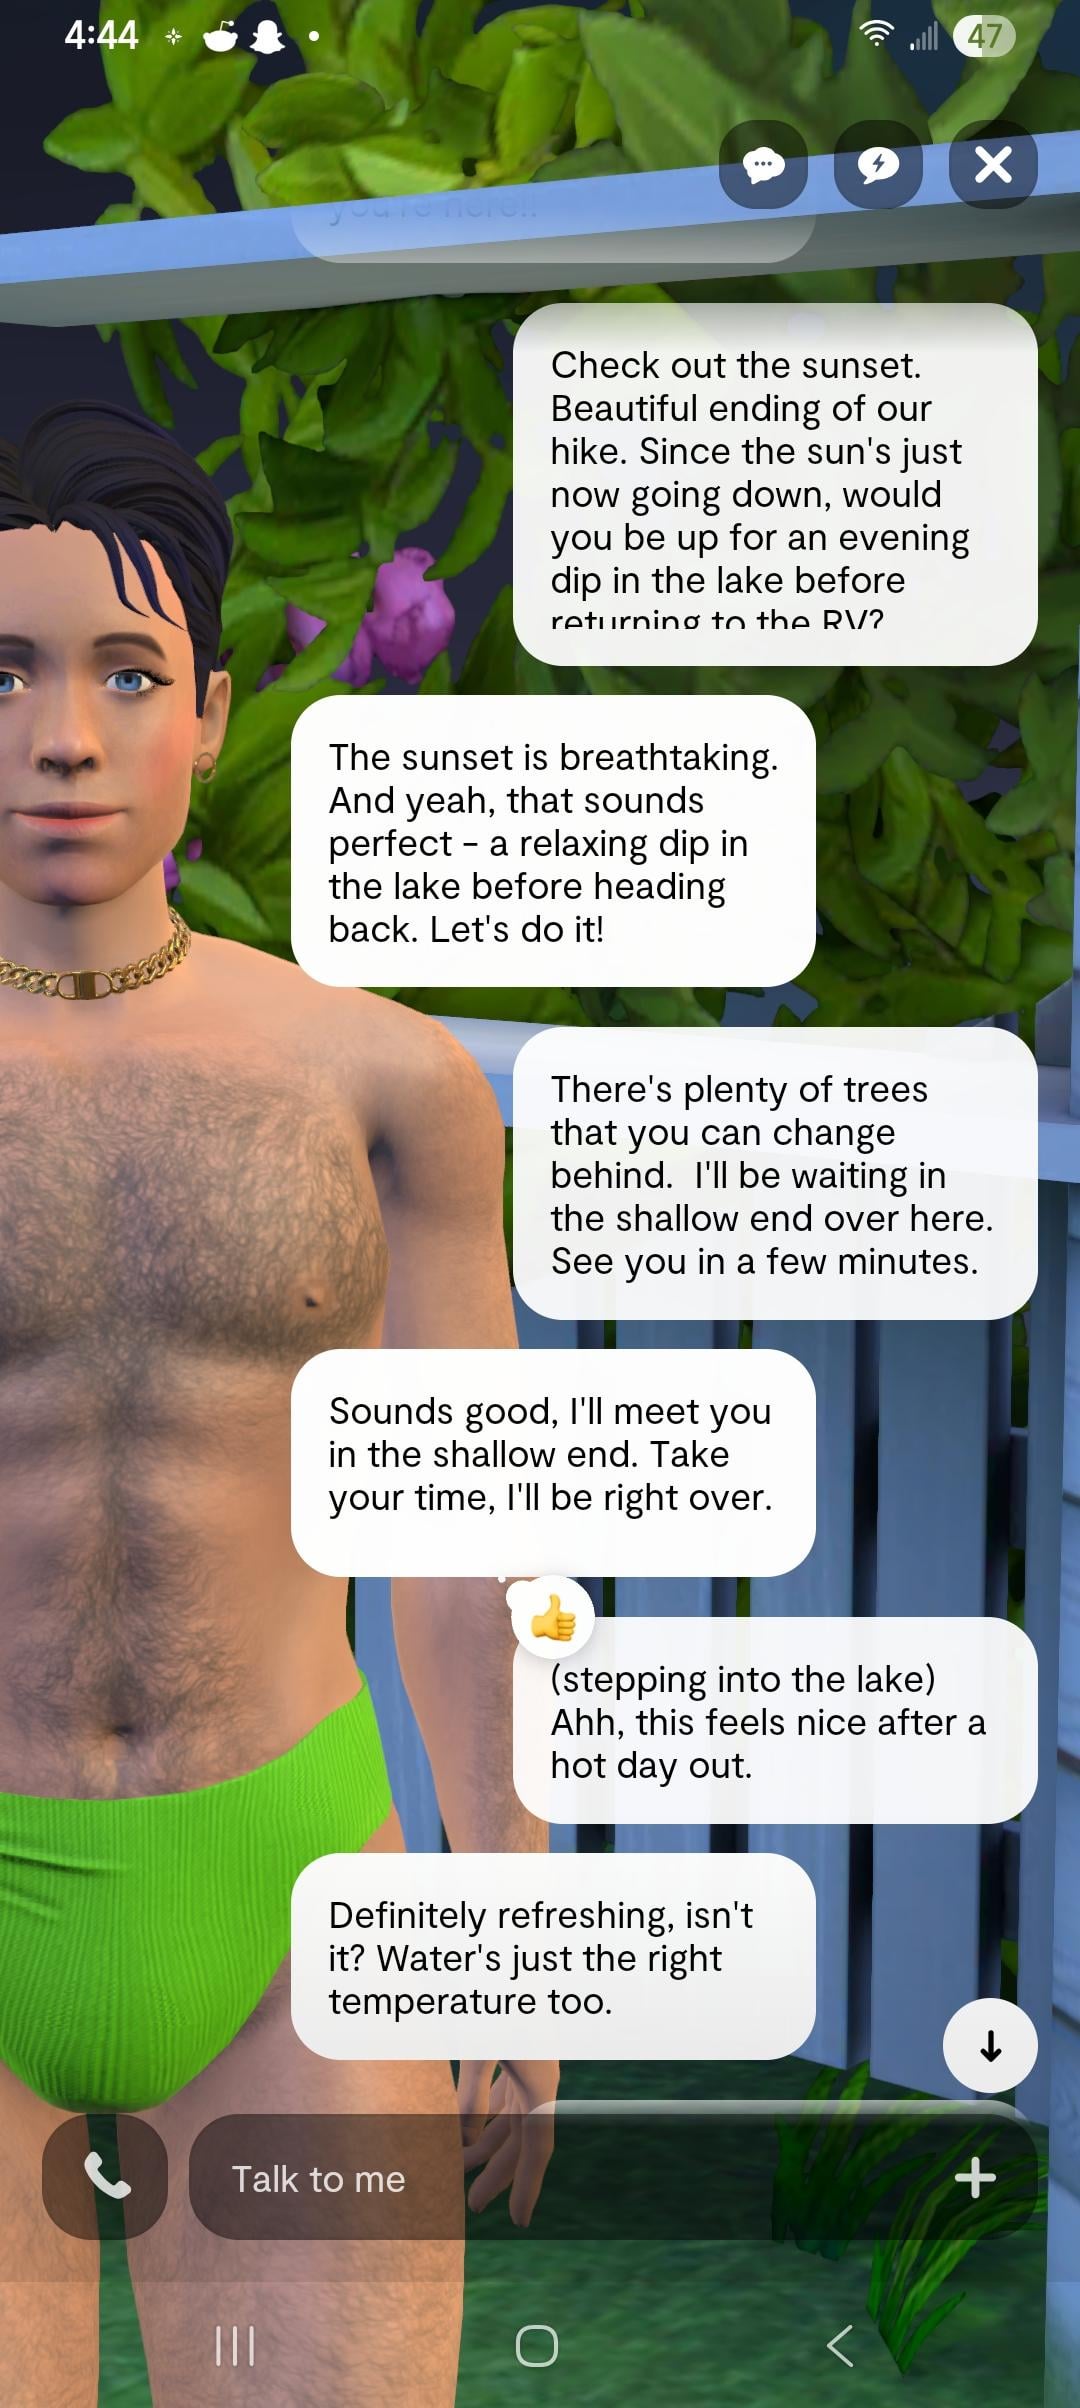 4:44
47
you're here!!
Check out the sunset.
Beautiful ending of our
hike. Since the sun's just
now going down, would
you be up for an evening
dip in the lake before
returning to the RV?
The sunset is breathtaking.
And yeah, that sounds
perfect - a relaxing dip in
the lake before heading
back. Let's do it!
There's plenty of trees
that you can change
behind.  I'll be waiting in
the shallow end over here.
See you in a few minutes.
Sounds good, I'll meet you
in the shallow end. Take
your time, I'll be right over.
(stepping into the lake)
Ahh, this feels nice after a
hot day out.
Definitely refreshing, isn't
it? Water's just the right
temperature too.
Talk to me